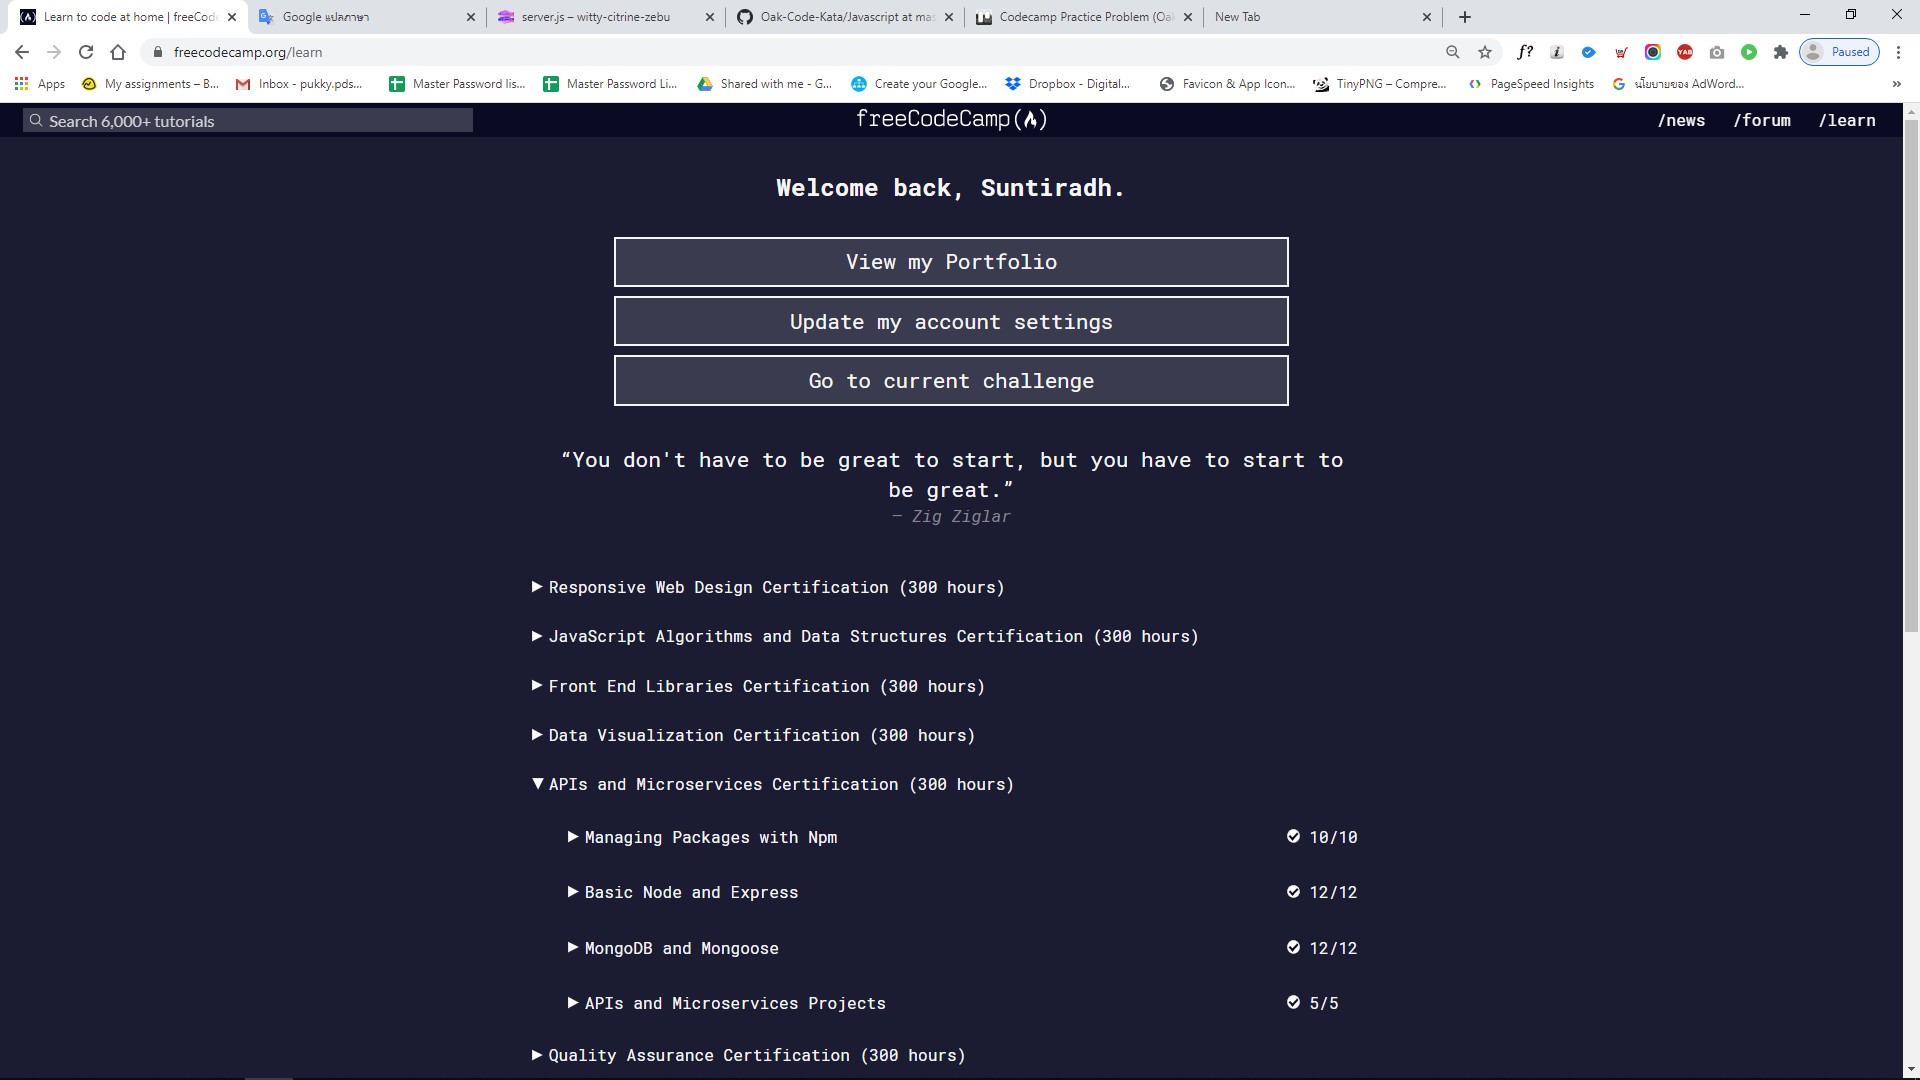 Learn to code at home | freeCod
Google แปลภาษา
server.js – witty-citrine-zebu
Oak-Code-Kata/Javascript at mas
Codecamp Practice Problem (Oak
New Tab
freecodecamp.org/learn
Paused
Apps
My assignments – B...
Inbox - pukky.pds...
Master Password lis...
Master Password Li...
Shared with me - G...
Create your Google...
Dropbox - Digital...
Favicon & App Icon...
TinyPNG – Compre...
PageSpeed Insights
นโยบายของ AdWord...
Search 6,000+ tutorials
freeCodeCamp
/news
/forum
/learn
Welcome back, Suntiradh.
View my Portfolio
Update my account settings
Go to current challenge
“You don't have to be great to start, but you have to start to
be great.”
— Zig Ziglar
Responsive Web Design Certification (300 hours)
JavaScript Algorithms and Data Structures Certification (300 hours)
Front End Libraries Certification (300 hours)
Data Visualization Certification (300 hours)
APIs and Microservices Certification (300 hours)
Managing Packages with Npm 10/10
Basic Node and Express 12/12
MongoDB and Mongoose 12/12
APIs and Microservices Projects 5/5
Quality Assurance Certification (300 hours)